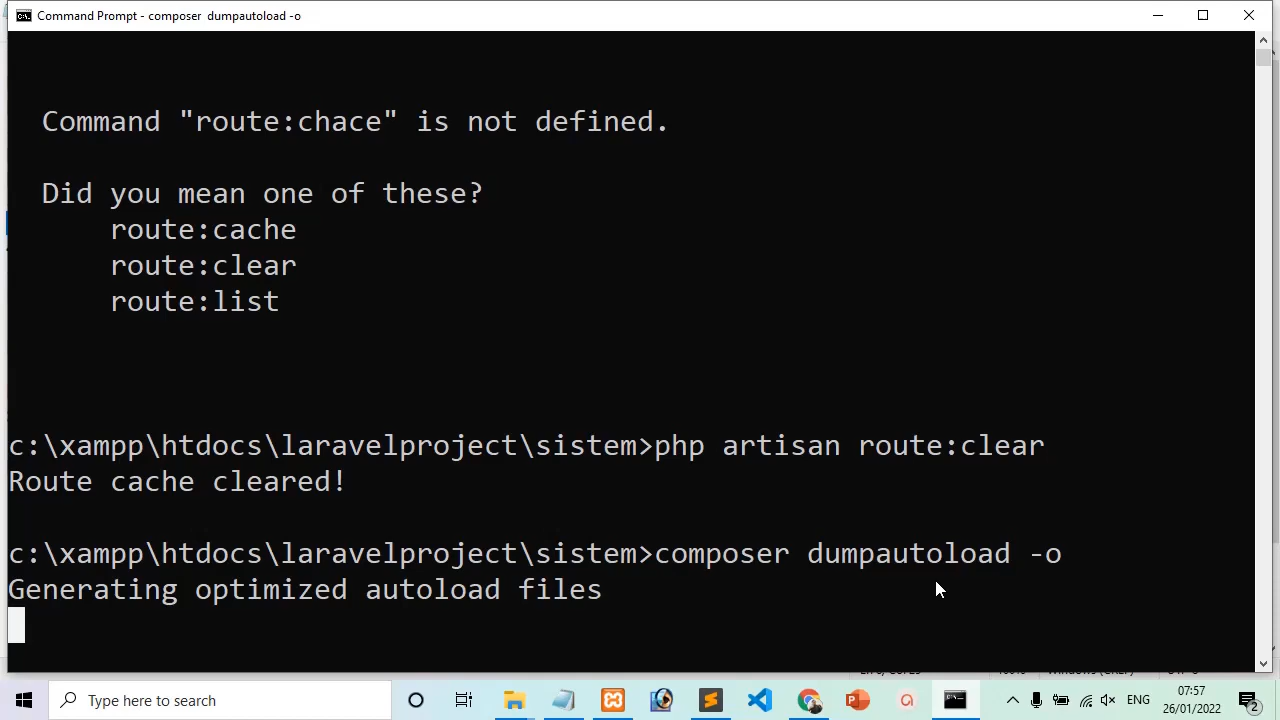 Command Prompt - composer  dumpautoload -o
Command "route:chace" is not defined.
Did you mean one of these?
route:cache
route:clear
route:list
c:\xampp\htdocs\laravelproject\sistem>php artisan route:clear
Route cache cleared!
c:\xampp\htdocs\laravelproject\sistem>composer dumpautoload -o
Generating optimized autoload files
Type here to search
ENG
07:57
26/01/2022
2